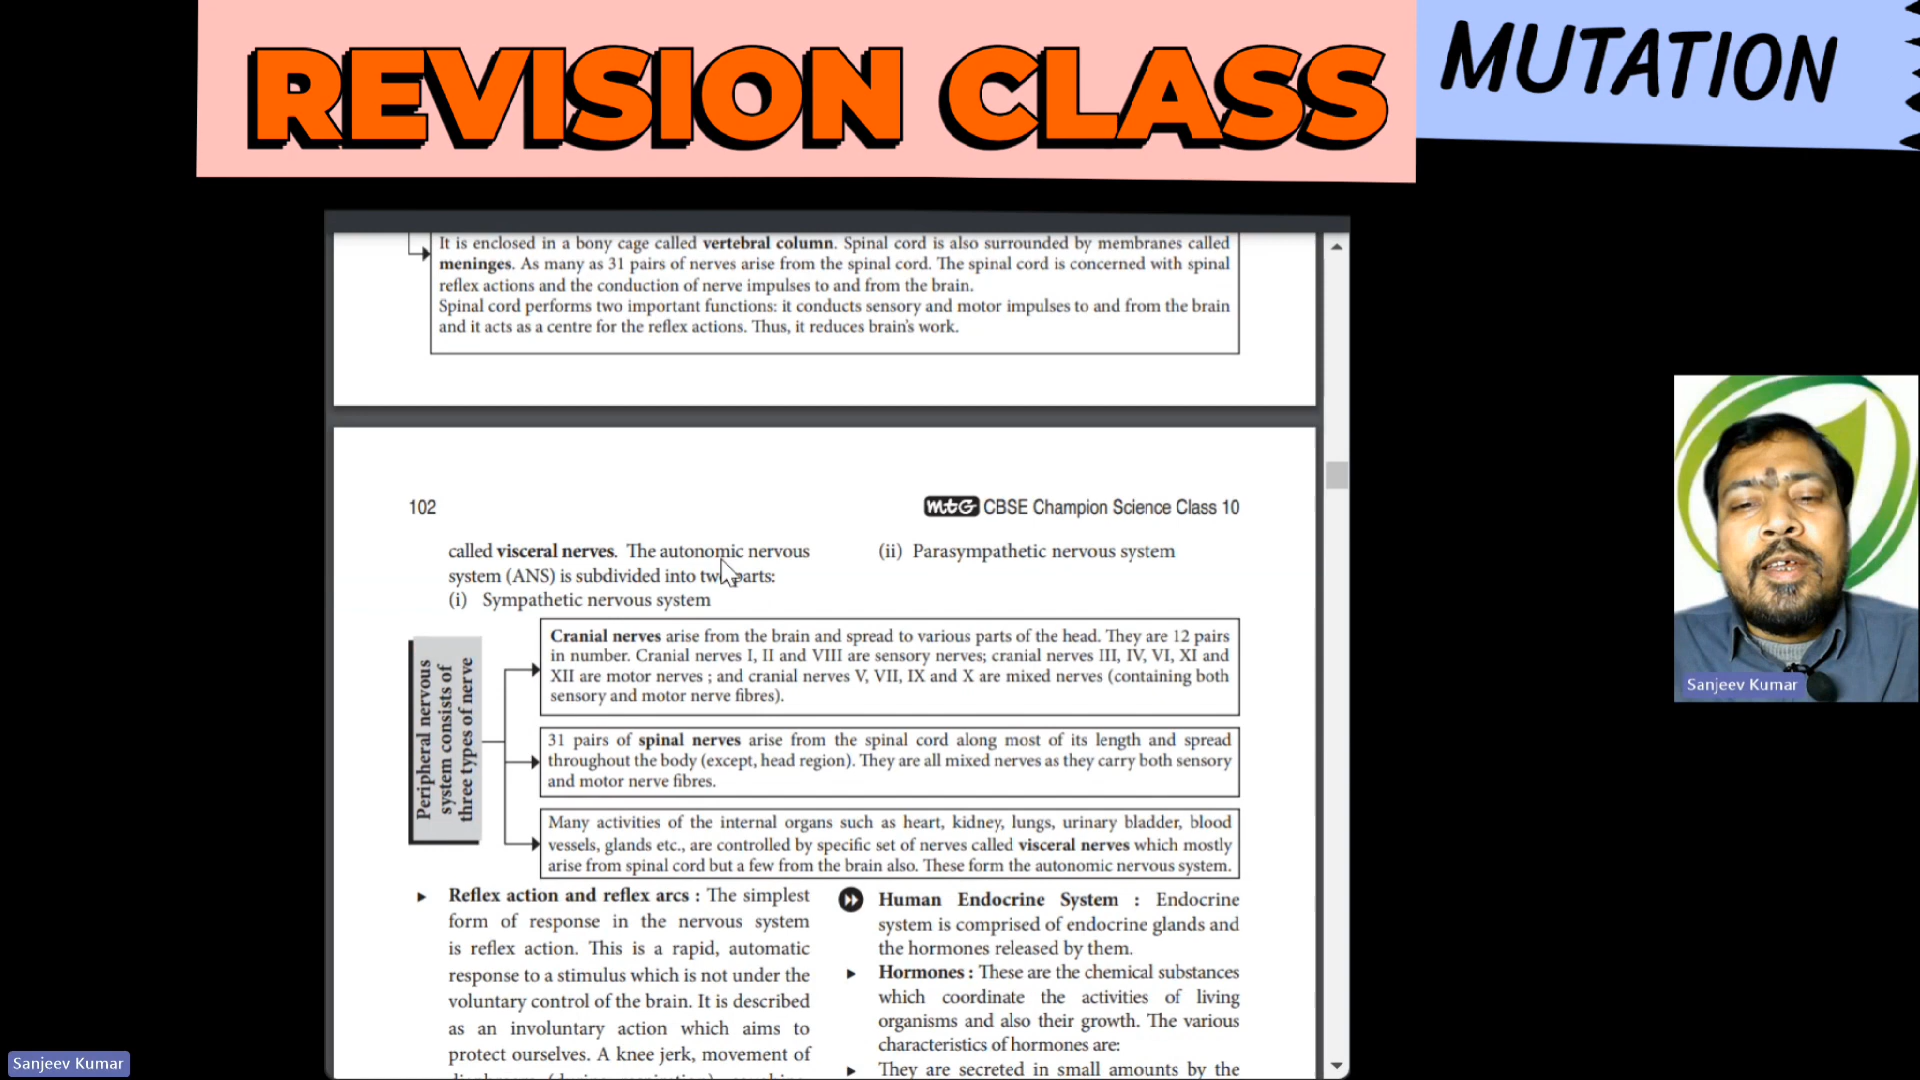 REVISION CLASS
MUTATION
It is enclosed in a bony cage called vertebral column. Spinal cord is also surrounded by membranes called
meninges. As many as 31 pairs of nerves arise from the spinal cord. The spinal cord is concerned with spinal
reflex actions and the conduction of nerve impulses to and from the brain.
Spinal cord performs two important functions: it conducts sensory and motor impulses to and from the brain
and it acts as a centre for the reflex actions. Thus, it reduces brain's work.
102
mtG CBSE Champion Science Class 10
called visceral nerves. The autonomic nervous
system (ANS) is subdivided into two parts:
(i) Sympathetic nervous system
(ii) Parasympathetic nervous system
Peripheral nervous
system consists of
three types of nerve
Cranial nerves arise from the brain and spread to various parts of the head. They are 12 pairs
in number. Cranial nerves I, II and VIII are sensory nerves; cranial nerves III, IV, VI, XI and
XII are motor nerves ; and cranial nerves V, VII, IX and X are mixed nerves (containing both
sensory and motor nerve fibres).
31 pairs of spinal nerves arise from the spinal cord along most of its length and spread
throughout the body (except, head region). They are all mixed nerves as they carry both sensory
and motor nerve fibres.
Many activities of the internal organs such as heart, kidney, lungs, urinary bladder, blood
vessels, glands etc., are controlled by specific set of nerves called visceral nerves which mostly
arise from spinal cord but a few from the brain also. These form the autonomic nervous system.
Reflex action and reflex arcs : The simplest
form of response in the nervous system
is reflex action. This is a rapid, automatic
response to a stimulus which is not under the
voluntary control of the brain. It is described
as an involuntary action which aims to
protect ourselves. A knee jerk, movement of
Human Endocrine System : Endocrine
system is comprised of endocrine glands and
the hormones released by them.
Hormones : These are the chemical substances
which coordinate the activities of living
organisms and also their growth. The various
characteristics of hormones are:
They are secreted in small amounts by the
Sanjeev Kumar
Sanjeev Kumar